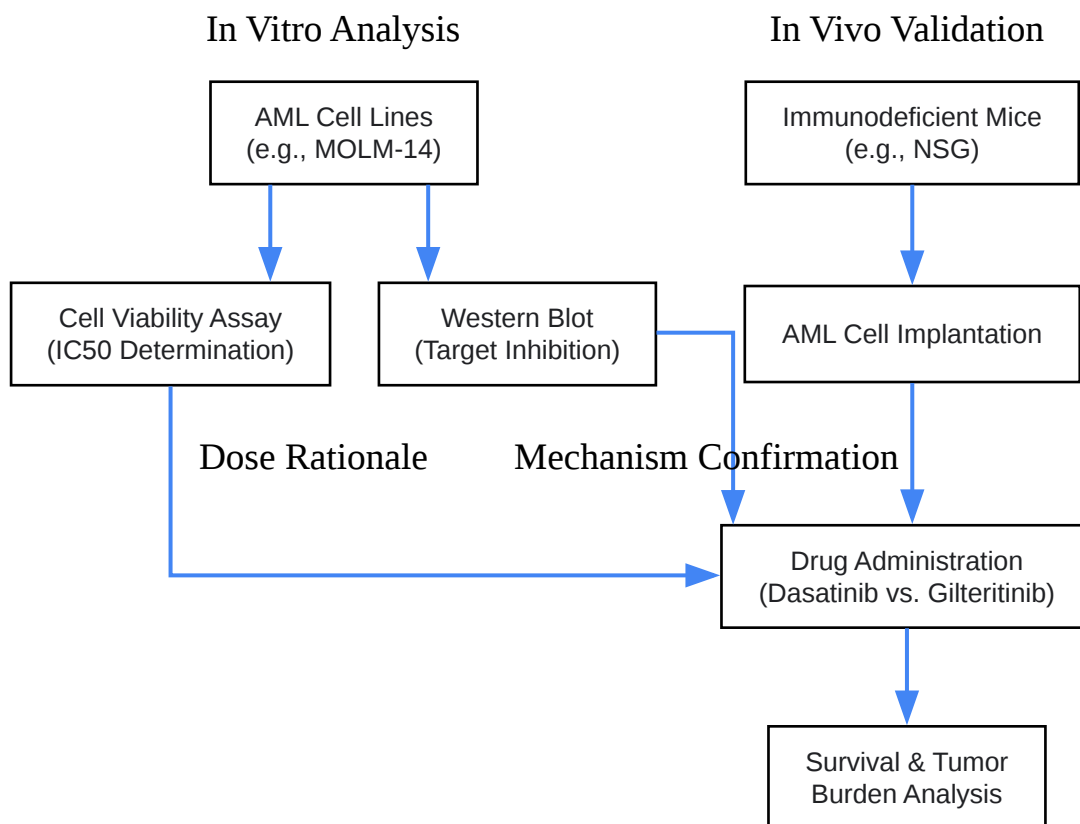 In Vitro Analysis
In Vivo Validation
AML Cell Lines
(e.g., MOLM-14)
Immunodeficient Mice
(e.g., NSG)
Cell Viability Assay
(IC50 Determination)
Western Blot
(Target Inhibition)
AML Cell Implantation
Dose Rationale
Mechanism Confirmation
Drug Administration
(Dasatinib vs. Gilteritinib)
Survival & Tumor
Burden Analysis